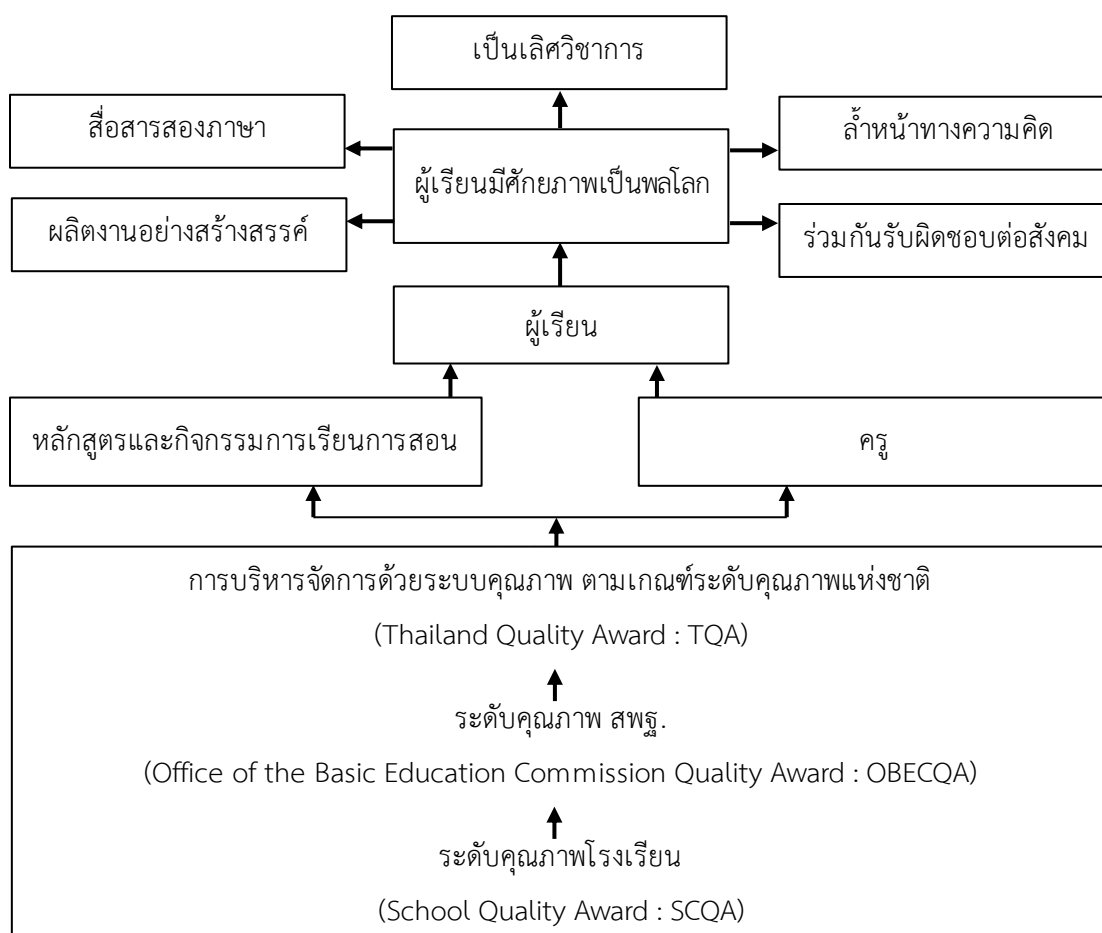 เป็นเลิศวิชาการ
สื่อสารสองภาษา
ล้ำหน้าทางความคิด
ผู้เรียนมีศักยภาพเป็นพลโลก
ผลิตงานอย่างสร้างสรรค์
ร่วมกันรับผิดชอบต่อสังคม
ผู้เรียน
หลักสูตรและกิจกรรมการเรียนการสอน
ครู
การบริหารจัดการด้วยระบบคุณภาพ ตามเกณฑ์ระดับคุณภาพแห่งชาติ
(Thailand Quality Award : TQA)
ระดับคุณภาพ สพฐ.
(Office of the Basic Education Commission Quality Award : OBECQA)
ระดับคุณภาพโรงเรียน
(School Quality Award : SCQA)